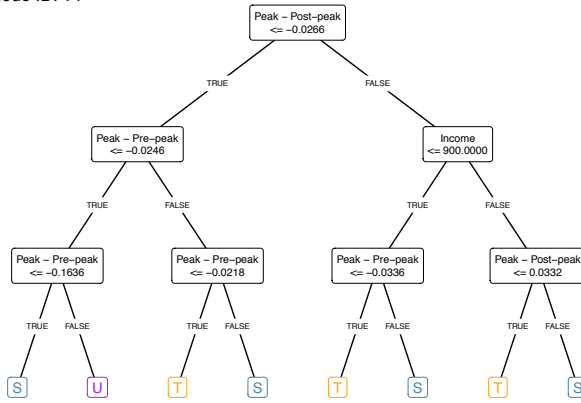 Peak − Post−peak
<= −0.0266
TRUE
FALSE
Peak − Pre−peak
<= −0.0246
Income
<= 900.0000
TRUE
FALSE
TRUE
FALSE
Peak − Pre−peak
<= −0.1636
Peak − Pre−peak
<= −0.0218
Peak − Pre−peak
<= −0.0336
Peak − Post−peak
<= 0.0332
TRUE
FALSE
TRUE
FALSE
TRUE
FALSE
TRUE
FALSE
S
U
T
S
T
S
T
S